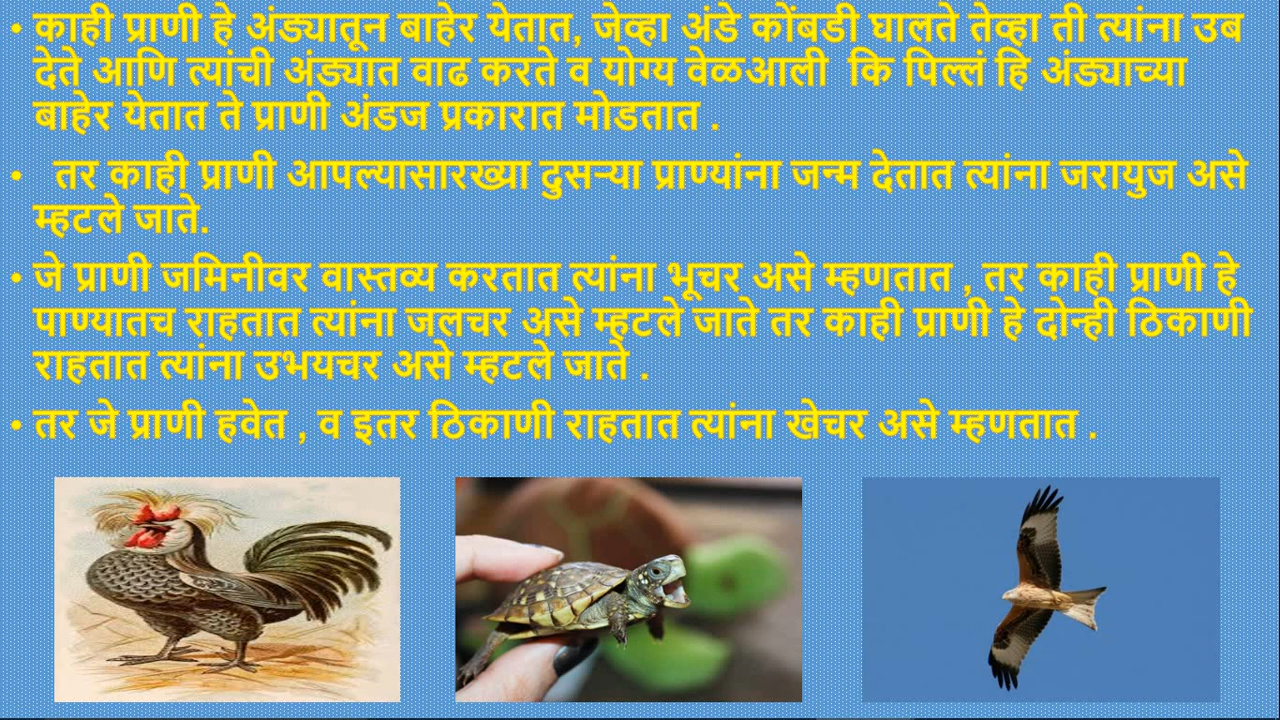 • काही प्राणी हे अंड्यातून बाहेर येतात, जेव्हा अंडे कोंबडी घालते तेव्हा ती त्यांना उब
देते आणि त्यांची अंड्यात वाढ करते व योग्य वेळआली  कि पिल्लं हि अंड्याच्या
बाहेर येतात ते प्राणी अंडज प्रकारात मोडतात .
•  तर काही प्राणी आपल्यासारख्या दुसऱ्या प्राण्यांना जन्म देतात त्यांना जरायुज असे
म्हटले जाते.
• जे प्राणी जमिनीवर वास्तव्य करतात त्यांना भूचर असे म्हणतात , तर काही प्राणी हे
पाण्यातच राहतात त्यांना जलचर असे म्हटले जाते तर काही प्राणी हे दोन्ही ठिकाणी
राहतात त्यांना उभयचर असे म्हटले जाते .
• तर जे प्राणी हवेत , व इतर ठिकाणी राहतात त्यांना खेचर असे म्हणतात .